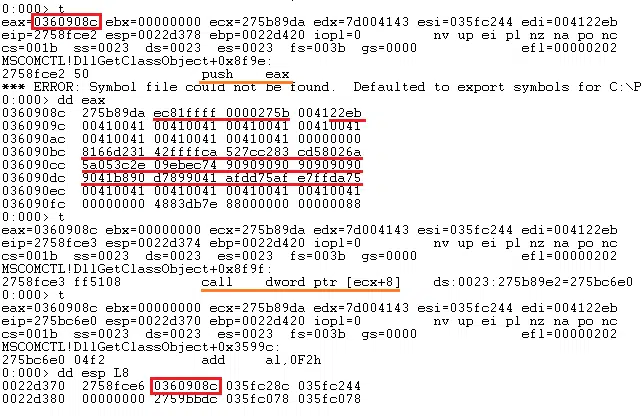 0:000> t
eax=0360908c ebx=00000000 ecx=275b89da edx=7d004143 esi=035fc244 edi=004122eb
eip=2758fce2 esp=0022d378 ebp=0022d420 iopl=0 nv up ei pl nz na po nc
cs=001b ss=0023 ds=0023 es=0023 fs=003b gs=0000 efl=00000202
MSCOMCTL!DllGetClassObject+0x8f9e:
2758fce2 50 push eax
*** ERROR: Symbol file could not be found. Defaulted to export symbols for C:\P
0:000> dd eax
0360908c 275b89da ec81ffff 0000275b 004122eb
0360909c 00410041 00410041 00410041 00410041
036090ac 00410041 00410041 00410041 00000000
036090bc 8166d231 42ffffca 527cc283 cd58026a
036090cc 5a053c2e 09ebec74 90909090 90909090
036090dc 9041b890 d7899041 afdd75af e7ffda75
036090ec 00410041 00410041 00410041 00410041
036090fc 00000000 4883db7e 88000000 00000088
0:000> t
eax=0360908c ebx=00000000 ecx=275b89da edx=7d004143 esi=035fc244 edi=004122eb
eip=2758fce3 esp=0022d374 ebp=0022d420 iopl=0 nv up ei pl nz na po nc
cs=001b ss=0023 ds=0023 es=0023 fs=003b gs=0000 efl=00000202
MSCOMCTL!DllGetClassObject+0x8f9f:
2758fce3 ff5108 call dword ptr [ecx+8] ds:0023:275b89e2=275bc6e0
0:000> t
eax=0360908c ebx=00000000 ecx=275b89da edx=7d004143 esi=035fc244 edi=004122eb
eip=275bc6e0 esp=0022d370 ebp=0022d420 iopl=0 nv up ei pl nz na po nc
cs=001b ss=0023 ds=0023 es=0023 fs=003b gs=0000 efl=00000202
MSCOMCTL!DllGetClassObject+0x3599c:
275bc6e0 04f2 add al,0F2h
0:000> dd esp L8
0022d370 2758fce6 0360908c 035fc28c 035fc244
0022d380 00000000 2759bbdc 035fc078 035fc078